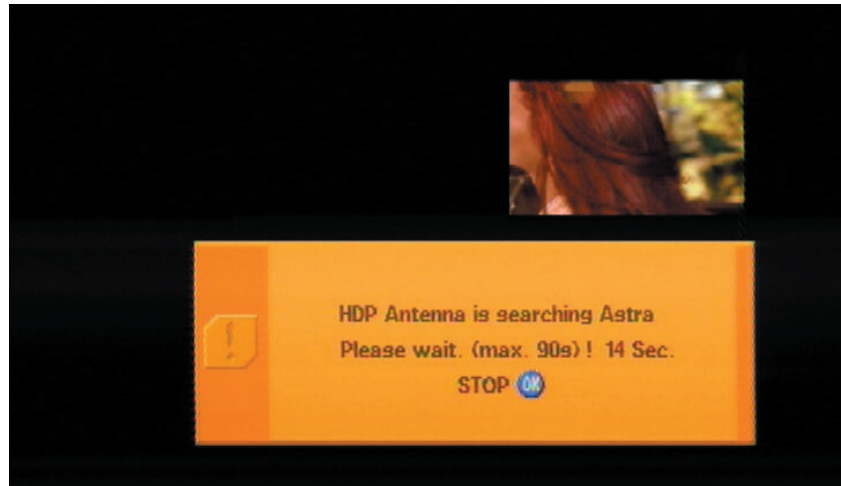 HDP Antenna is searching Astra
Please wait. (max. 90s) ! 14 Sec.
STOP OK